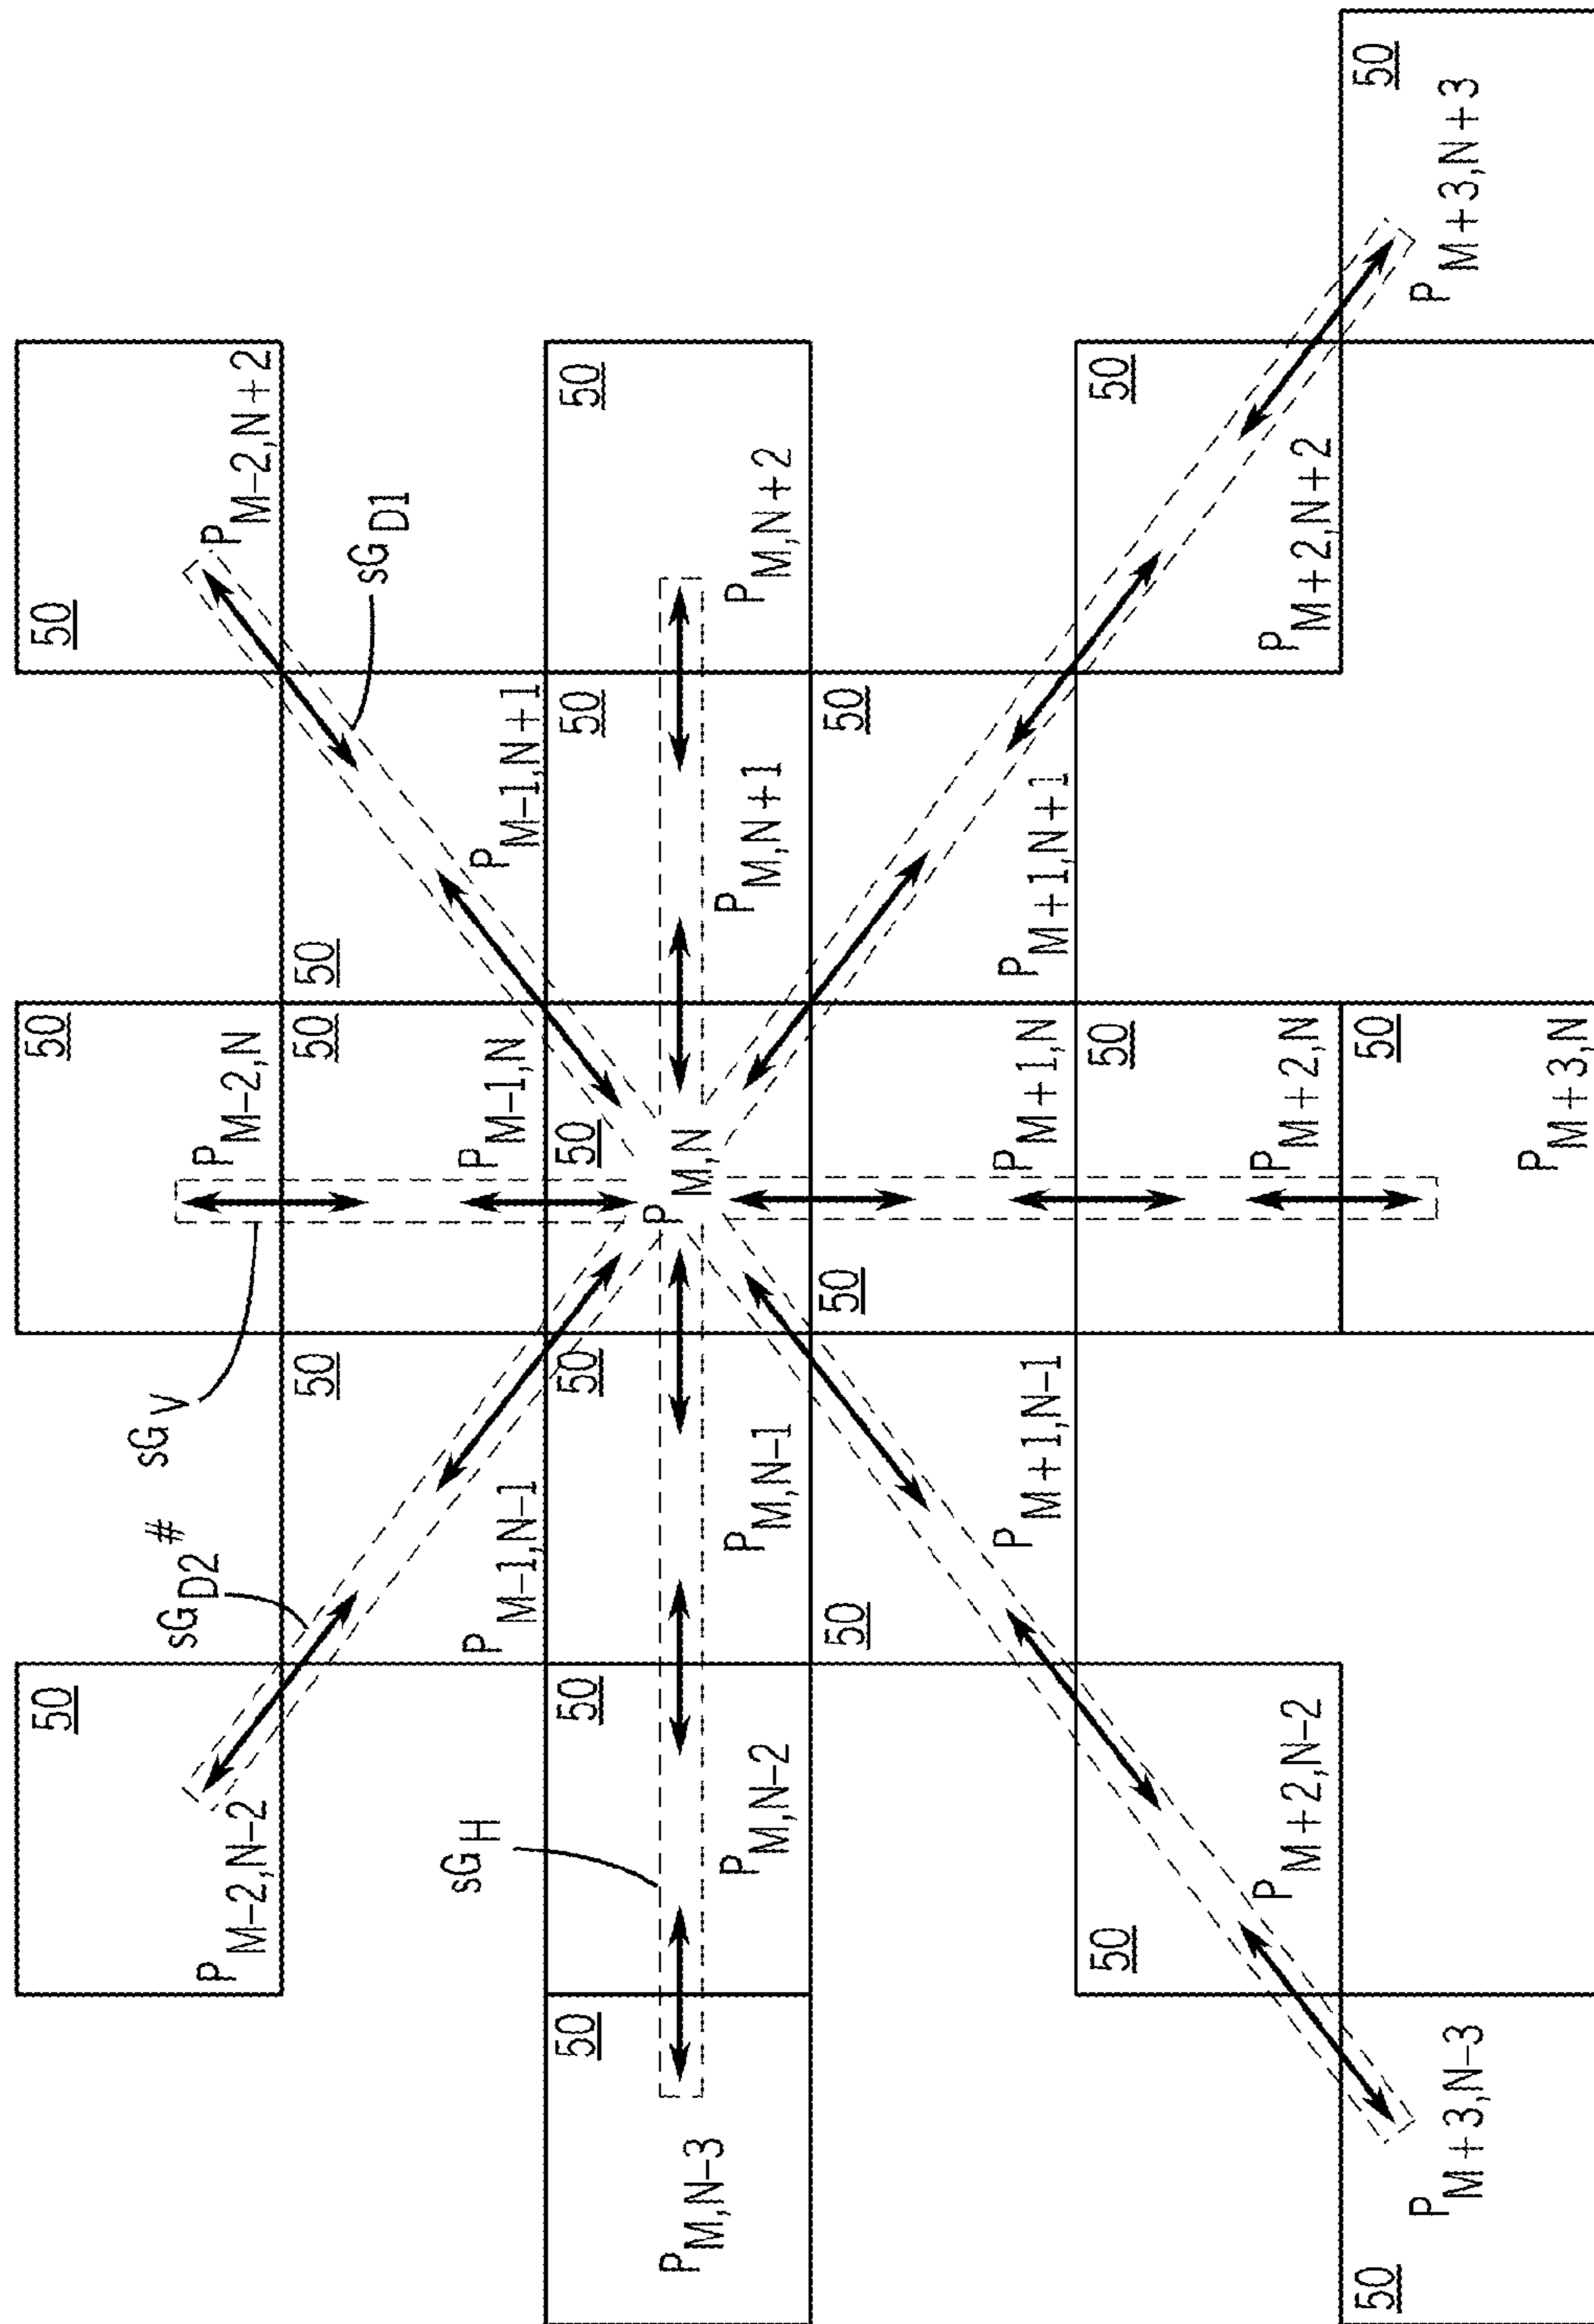 50
50
50
sG V
sG D2 #
P M-2,N-2
P M-2,N
P M-2,N+2
50
50
50
sG D1
sG H
P M-1,N-1
P M-1,N
P M-1,N+1
50
50
50
50
50
50
P M,N-3
P M,N-2
P M,N-1
P M,N
P M,N+1
P M,N+2
50
50
50
P M+1,N-1
P M+1,N
P M+1,N+1
50
50
50
P M+2,N-2
P M+2,N
P M+2,N+2
50
50
50
P M+3,N-3
P M+3,N
P M+3,N+3